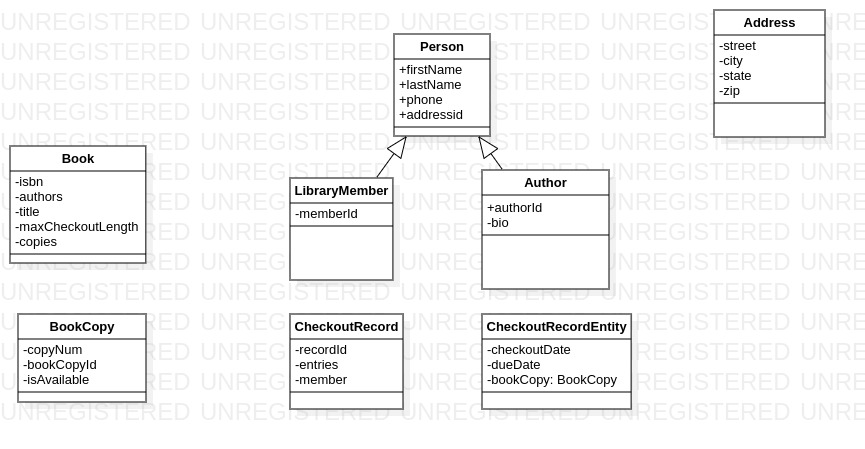 Person
+firstName
+lastName
+phone
+addressid
Address
-street
-city
-state
-zip
Book
-isbn
-authors
-title
-maxCheckoutLength
-copies
LibraryMember
-memberId
Author
+authorId
-bio
BookCopy
-copyNum
-bookCopyId
-isAvailable
CheckoutRecord
-recordId
-entries
-member
CheckoutRecordEntity
-checkoutDate
-dueDate
-bookCopy: BookCopy
UNREGISTERED UNREGISTERED UNREGISTERED UNREGISTERED